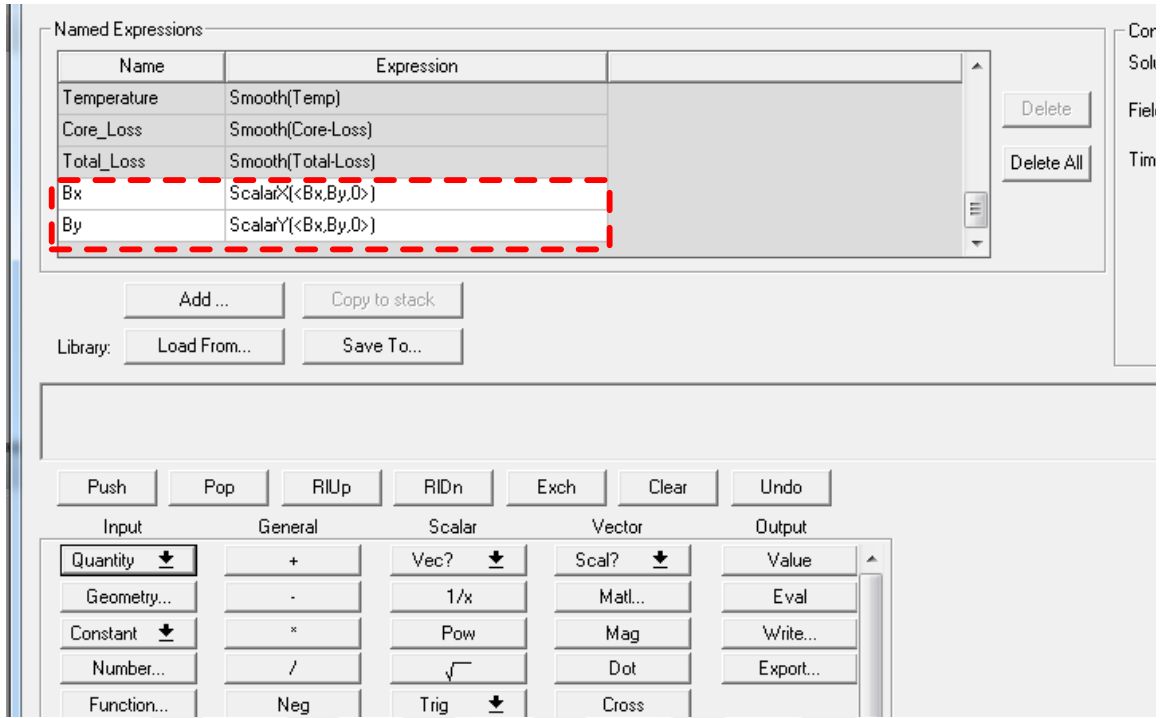 Named Expressions
Name Expression
Temperature Smooth(Temp)
Core_Loss Smooth(Core-Loss)
Total_Loss Smooth(Total-Loss)
Bx ScalarX(<Bx,By,0>)
By ScalarY(<Bx,By,0>)
Delete
Delete All
Add ... Copy to stack
Library: Load From... Save To...
Push Pop RlUp RlDn Exch Clear Undo
Input General Scalar Vector Output
Quantity + Vec? Scal? Value
Geometry... - 1/x Matl... Eval
Constant * Pow Mag Write...
Number... / √ Dot Export...
Function... Neg Trig Cross